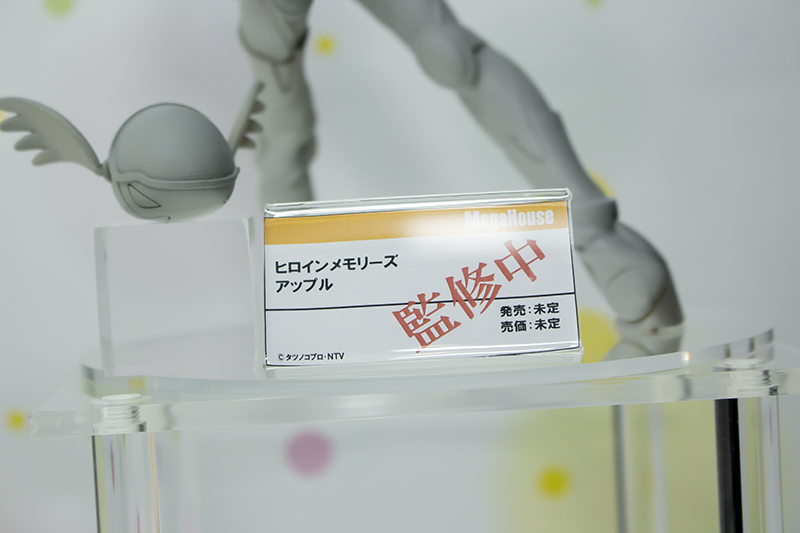 MegaHouse
ヒロインメモリーズ
アップル
監修中
発売:未定
売価:未定
©タツノコプロ・NTV